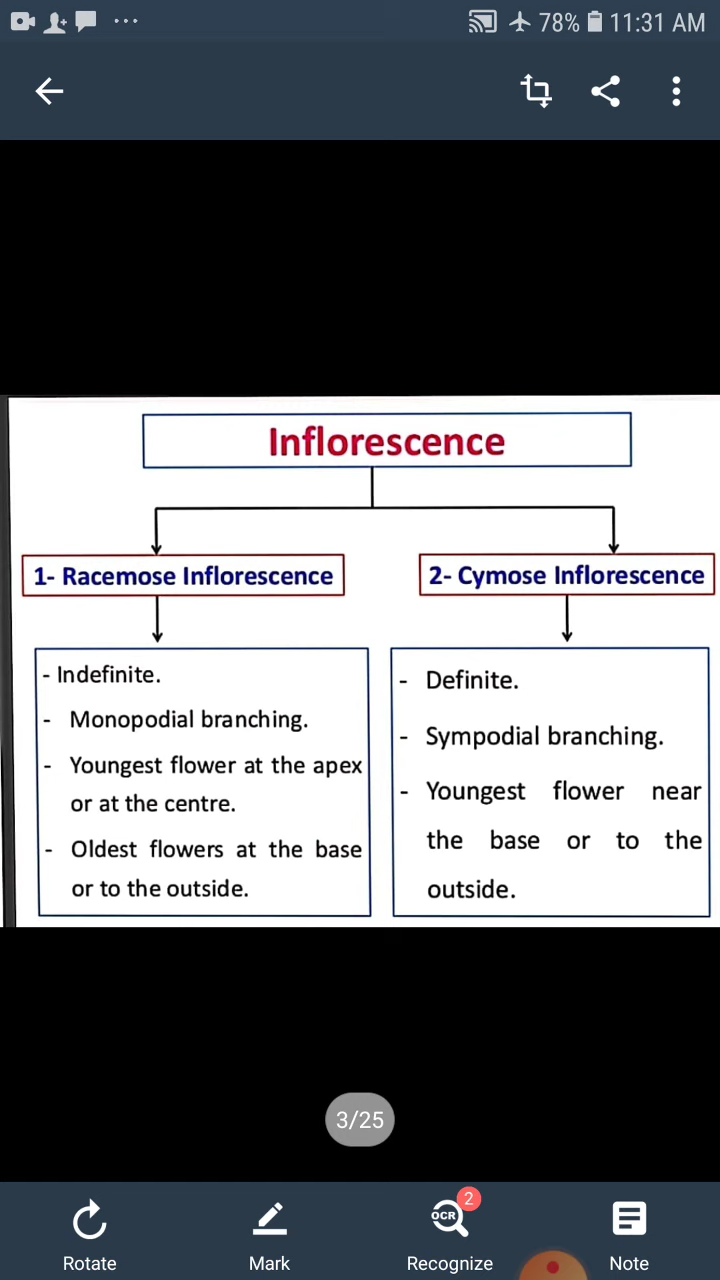 78% 11:31 AM
Inflorescence
1- Racemose Inflorescence
2- Cymose Inflorescence
- Indefinite.
- Monopodial branching.
- Youngest flower at the apex
or at the centre.
- Oldest flowers at the base
or to the outside.
- Definite.
- Sympodial branching.
- Youngest flower near
the base or to the
outside.
3/25
OCR
2
Rotate
Mark
Recognize
Note